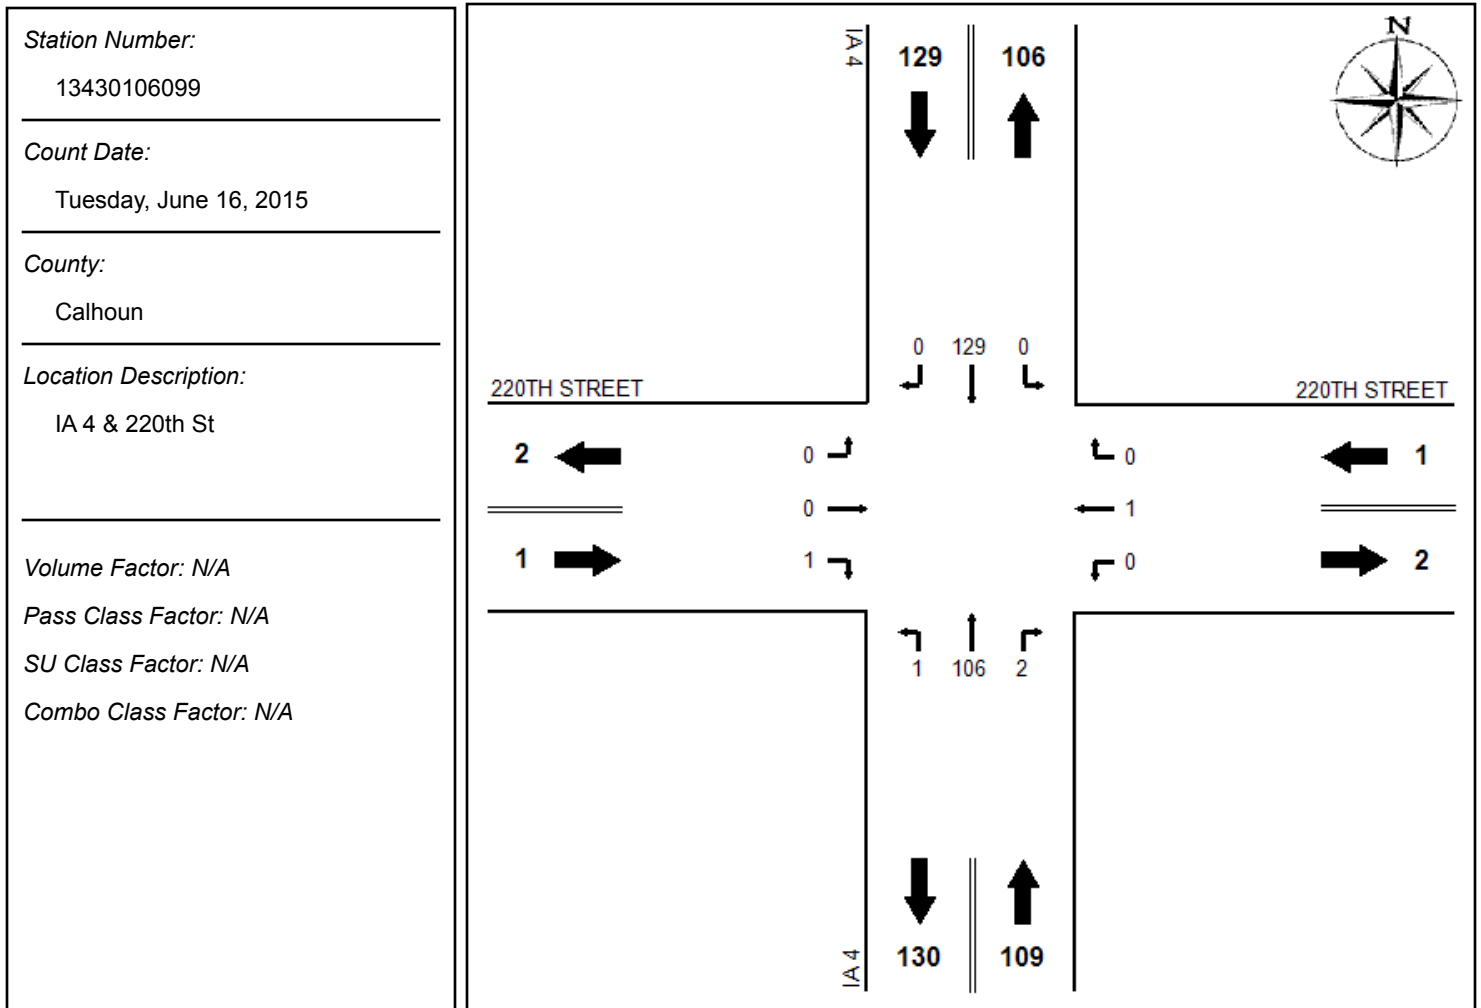 Station Number:
13430106099
Count Date:
Tuesday, June 16, 2015
County:
Calhoun
Location Description:
IA 4 & 220th St
Volume Factor: N/A
Pass Class Factor: N/A
SU Class Factor: N/A
Combo Class Factor: N/A
N
IA 4
129 106
0 129 0
220TH STREET 220TH STREET
2 0 0 1
0 1
1 1 0 2
1 106 2
130 109
IA 4